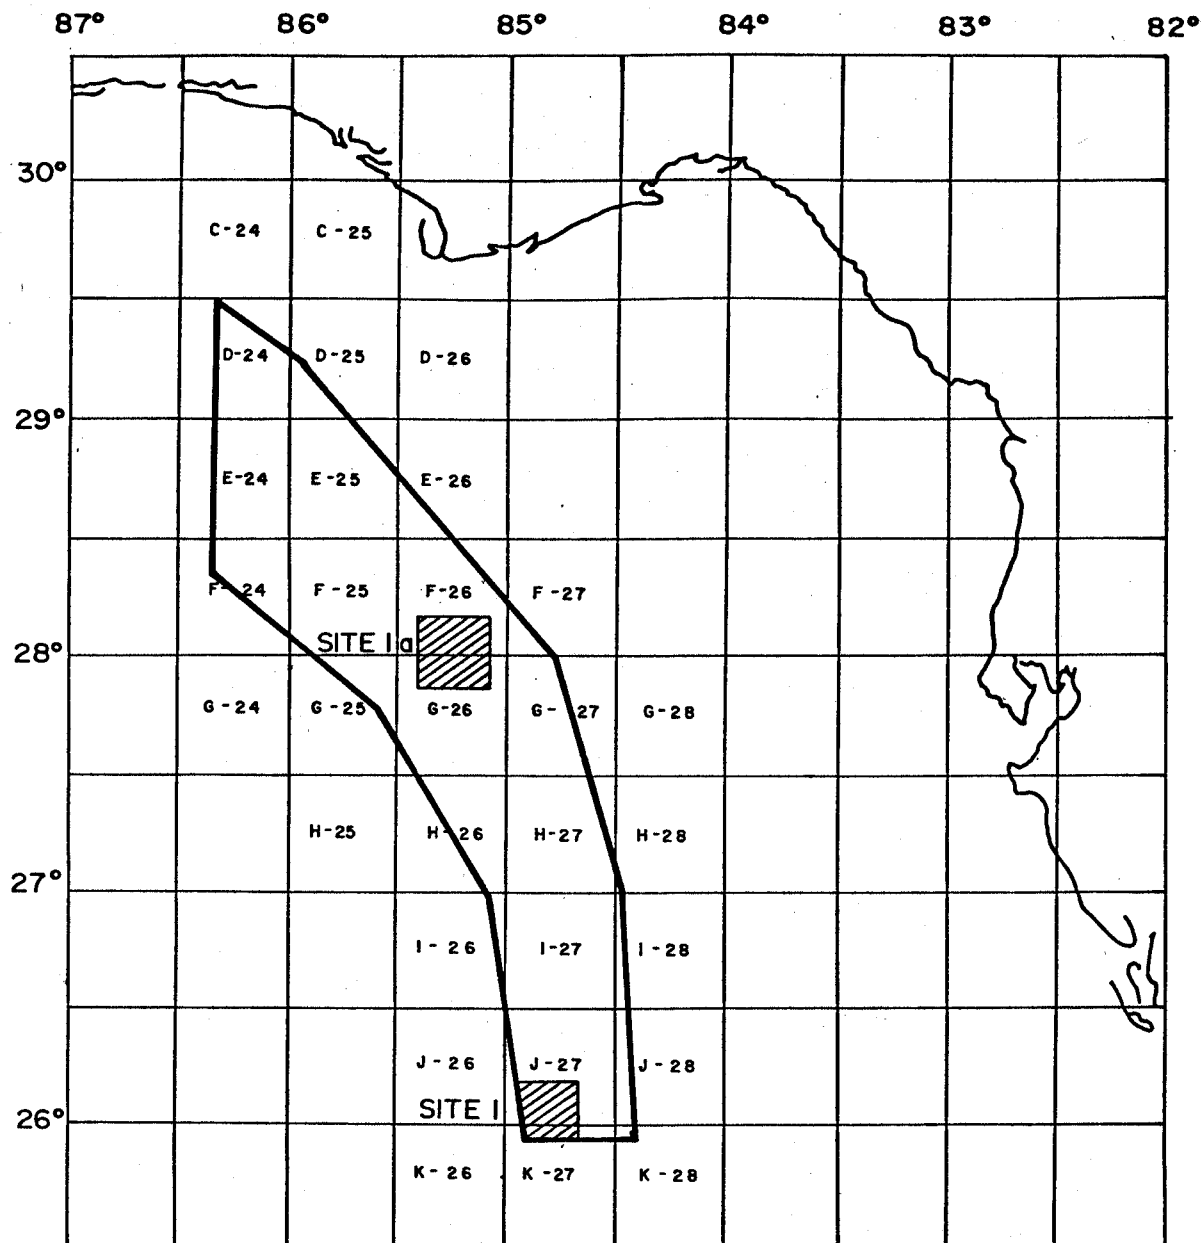 87° 86° 85° 84° 83° 82°
30°
C-24 C-25
D-24 D-25 D-26
29°
E-24 E-25 E-26
F-24 F-25 F-26 F-27
SITE I a
28°
G-24 G-25 G-26 G-27 G-28
H-25 H-26 H-27 H-28
27°
I-26 I-27 I-28
J-26 J-27 J-28
SITE I
26°
K-26 K-27 K-28